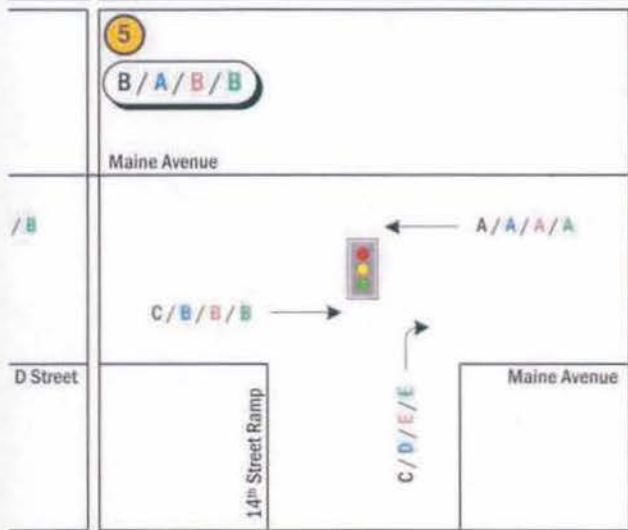 5
B / A / B / B
Maine Avenue
/ B
A / A / A / A
C / B / B / B
D Street
14th Street Ramp
C / D / E / E
Maine Avenue